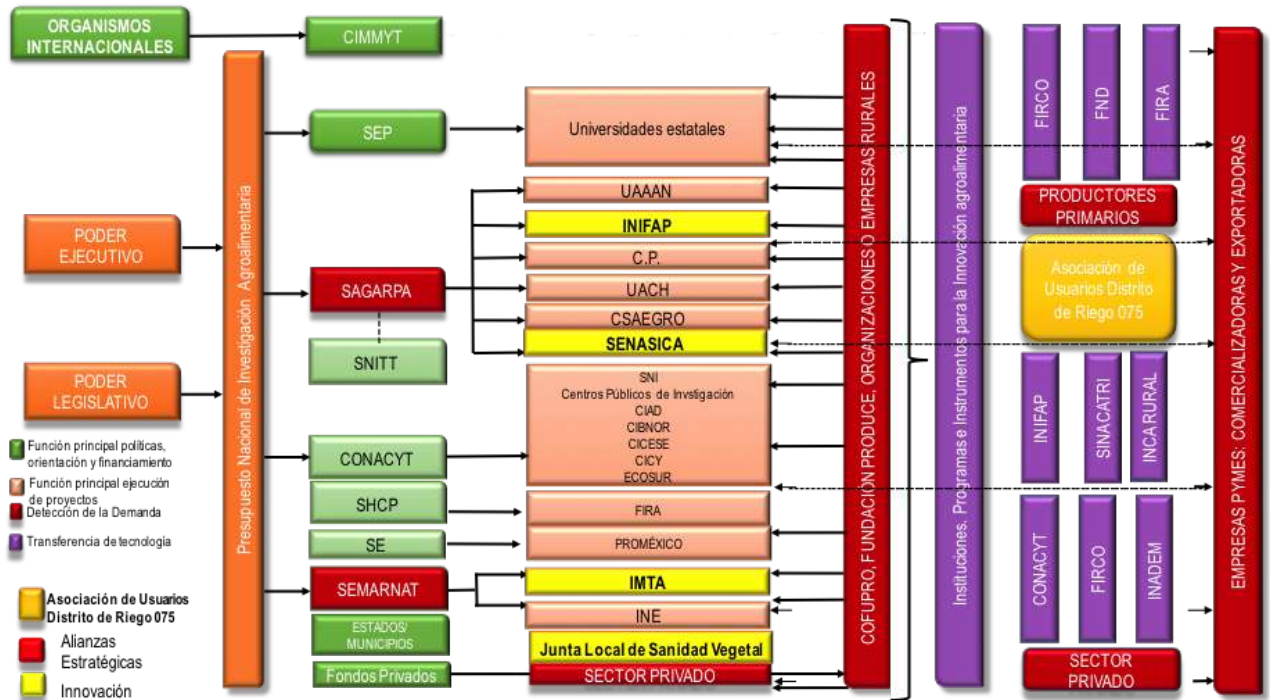 ORGANISMOS
INTERNACIONALES
CIMMYT
SEP
Universidades estatales
PODER
EJECUTIVO
PODER
LEGISLATIVO
Presupuesto Nacional de Investigación Agroalimentaria
SAGARPA
SNITT
UAAAN
INIFAP
C.P.
UACH
CSAEGRO
SENASICA
SNI
Centros Públicos de Invstigación
CIAD
CIBNOR
CICESE
CICY
ECOSUR
CONACYT
SHCP
FIRA
SE
PROMÉXICO
SEMARNAT
IMTA
INE
ESTADOS/
MUNICIPIOS
Junta Local de Sanidad Vegetal
Fondos Privados
SECTOR PRIVADO
COFUPRO, FUNDACIÓN PRODUCE, ORGANIZACIONES O EMPRESAS RURALES
Instituciones. Programas e Instrumentos para la Innovación agroalimentaria
FIRCO
FND
FIRA
PRODUCTORES
PRIMARIOS
Asociación de
Usuarios Distrito
de Riego 075
INIFAP
SINACATRI
INCARURAL
CONACYT
FIRCO
INADEM
SECTOR
PRIVADO
EMPRESAS PYMES: COMERCIALIZADORAS Y EXPORTADORAS
Función principal políticas,
orientación y financiamiento
Función principal ejecución
de proyectos
Detección de la Demanda
Transferencia de tecnología
Asociación de Usuarios
Distrito de Riego 075
Alianzas
Estratégicas
Innovación